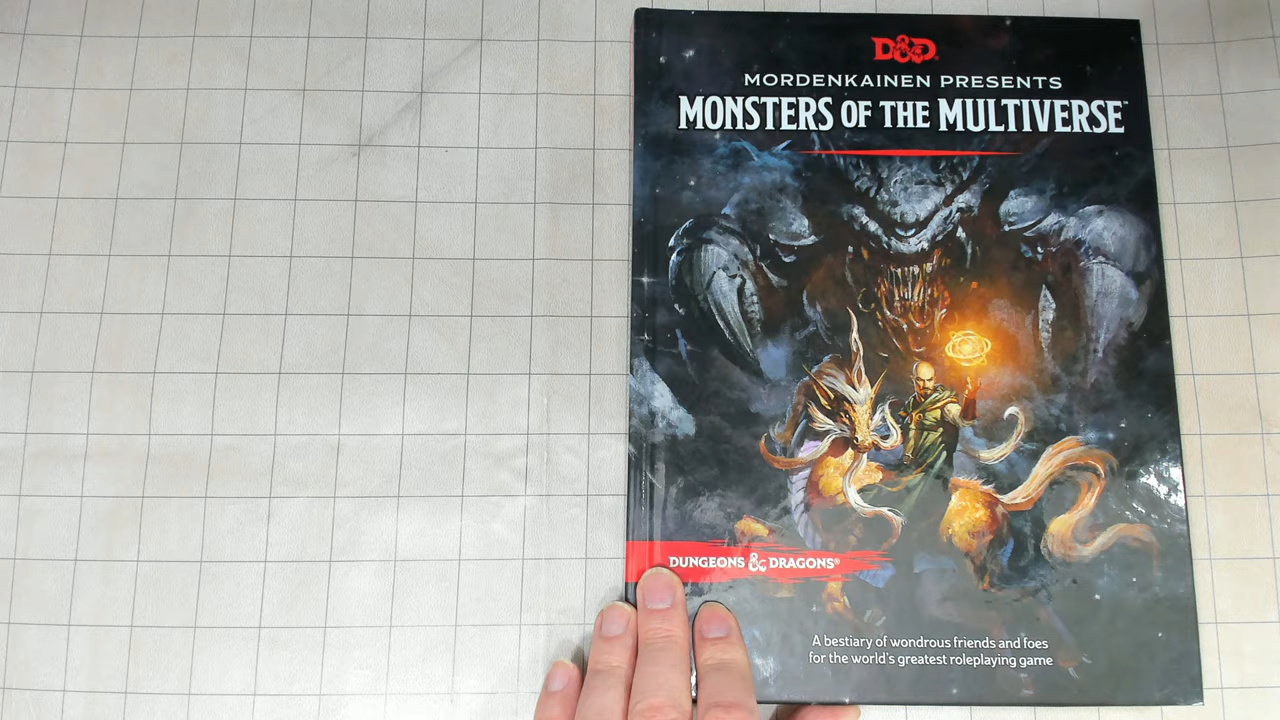 D&D
MORDENKAINEN PRESENTS
MONSTERS OF THE MULTIVERSE™
DUNGEONS & DRAGONS®
A bestiary of wondrous friends and foes
for the world's greatest roleplaying game